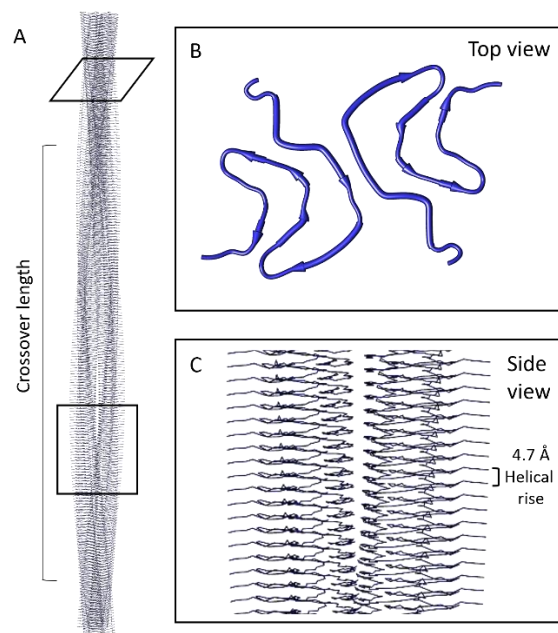 A
Crossover length
B
Top view
C
Side
view
4.7 Å
Helical
rise